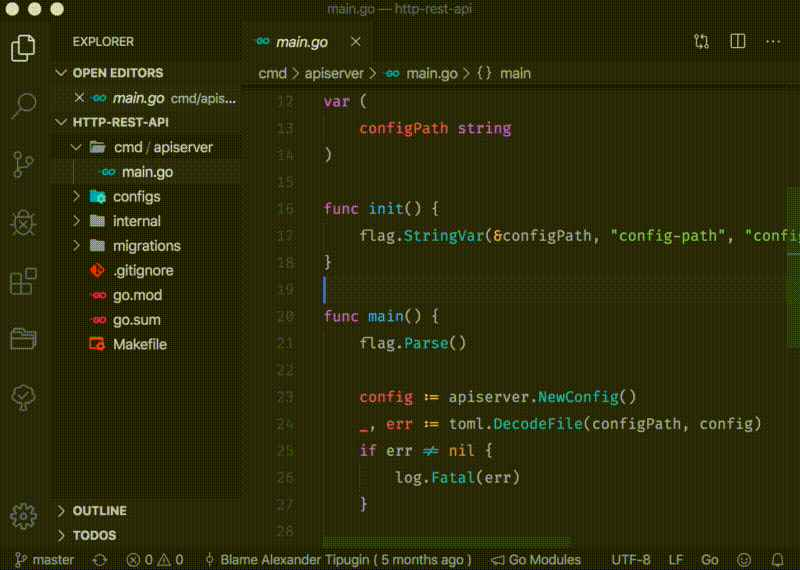 main.go — http-rest-api
EXPLORER
OPEN EDITORS
main.go cmd/apis...
HTTP-REST-API
cmd / apiserver
main.go
configs
internal
migrations
.gitignore
go.mod
go.sum
Makefile
OUTLINE
TODOS
main.go
cmd > apiserver > main.go > {} main
12 var (
13 configPath string
14 )
15
16 func init() {
17 flag.StringVar(&configPath, "config-path", "confi
18 }
19
20 func main() {
21 flag.Parse()
22
23 config := apiserver.NewConfig()
24 _, err := toml.DecodeFile(configPath, config)
25 if err ≠ nil {
26 log.Fatal(err)
27 }
28
master 0 0 Blame Alexander Tipugin ( 5 months ago ) Go Modules UTF-8 LF Go